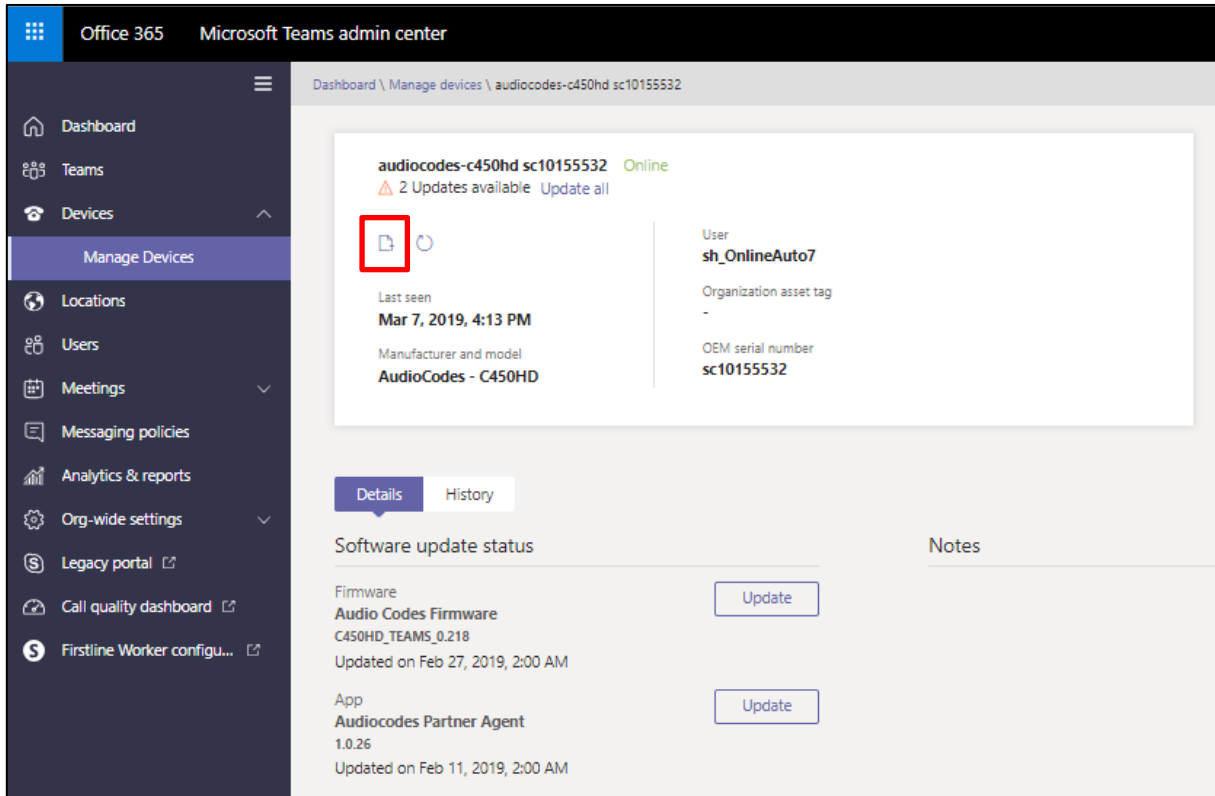 Office 365 Microsoft Teams admin center
Dashboard \ Manage devices \ audiocodes-c450hd sc10155532
Dashboard
Teams
Devices
Manage Devices
Locations
Users
Meetings
Messaging policies
Analytics & reports
Org-wide settings
Legacy portal
Call quality dashboard
Firstline Worker configu...
audiocodes-c450hd sc10155532 Online
2 Updates available Update all
Last seen
Mar 7, 2019, 4:13 PM
Manufacturer and model
AudioCodes - C450HD
User
sh_OnlineAuto7
Organization asset tag
-
OEM serial number
sc10155532
Details History
Software update status
Firmware
Audio Codes Firmware
C450HD_TEAMS_0.218
Updated on Feb 27, 2019, 2:00 AM
Update
App
Audiocodes Partner Agent
1.0.26
Updated on Feb 11, 2019, 2:00 AM
Update
Notes